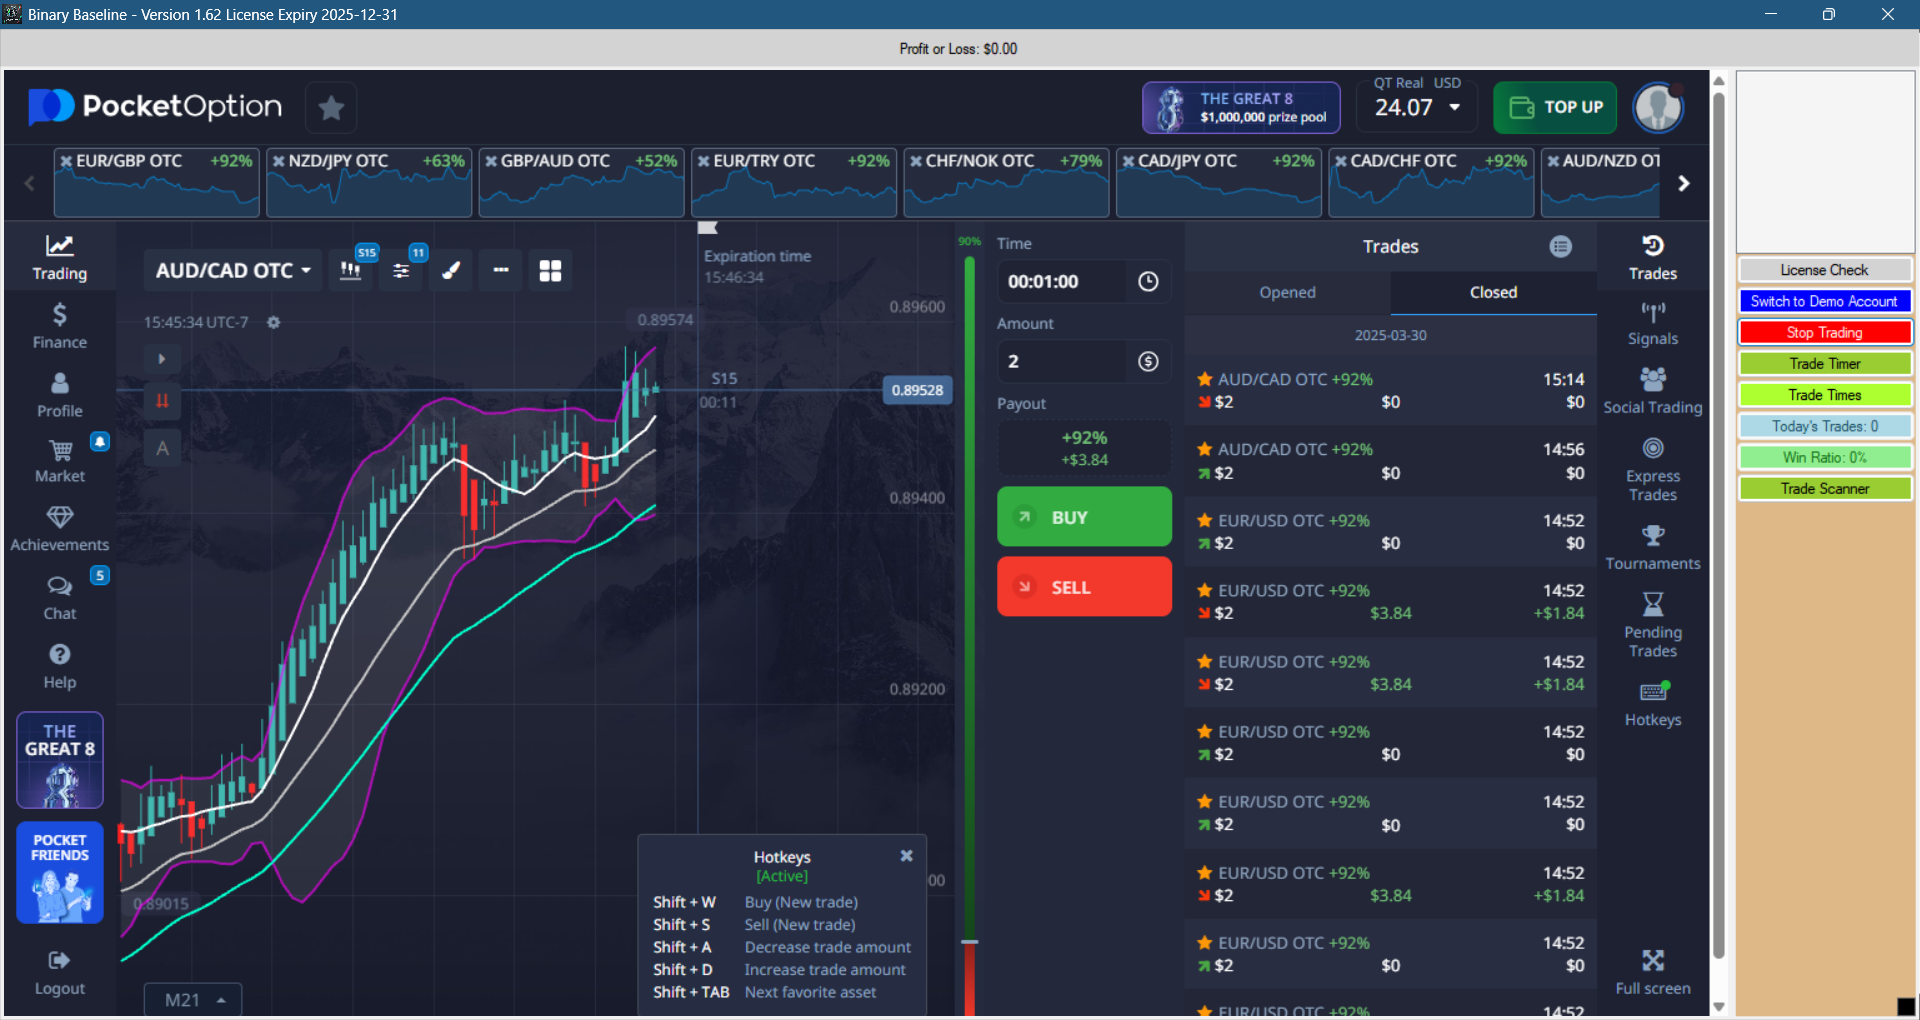 Binary Baseline - Version 1.62 License Expiry 2025-12-31
Profit or Loss: $0.00
PocketOption
THE GREAT 8
$1,000,000 prize pool
QT Real USD
24.07
TOP UP
EUR/GBP OTC +92%
NZD/JPY OTC +63%
GBP/AUD OTC +52%
EUR/TRY OTC +92%
CHF/NOK OTC +79%
CAD/JPY OTC +92%
CAD/CHF OTC +92%
AUD/NZD OT
Trading
Finance
Profile
Market
Achievements
5
Chat
Help
THE
GREAT 8
POCKET
FRIENDS
Logout
AUD/CAD OTC
S15
11
15:45:34 UTC-7
A
Expiration time
15:46:34
0.89574
0.89600
S15
00:11
0.89528
0.89400
0.89200
00
0.89015
M21
Hotkeys
[Active]
Shift + W Buy (New trade)
Shift + S Sell (New trade)
Shift + A Decrease trade amount
Shift + D Increase trade amount
Shift + TAB Next favorite asset
90%
Time
00:01:00
Amount
2
Payout
+92%
+$3.84
BUY
SELL
Trades
Opened
Closed
2025-03-30
AUD/CAD OTC +92% 15:14
$2 $0 $0
AUD/CAD OTC +92% 14:56
$2 $0 $0
EUR/USD OTC +92% 14:52
$2 $0 $0
EUR/USD OTC +92% 14:52
$2 $3.84 +$1.84
EUR/USD OTC +92% 14:52
$2 $3.84 +$1.84
EUR/USD OTC +92% 14:52
$2 $0 $0
EUR/USD OTC +92% 14:52
$2 $0 $0
EUR/USD OTC +92% 14:52
$2 $3.84 +$1.84
EUR/USD OTC +92% 14:52
$2 $0 $0
EUR/USD OTC +92% 14:52
Trades
Signals
Social Trading
Express
Trades
Tournaments
Pending
Trades
Hotkeys
Full screen
License Check
Switch to Demo Account
Stop Trading
Trade Timer
Trade Times
Today's Trades: 0
Win Ratio: 0%
Trade Scanner